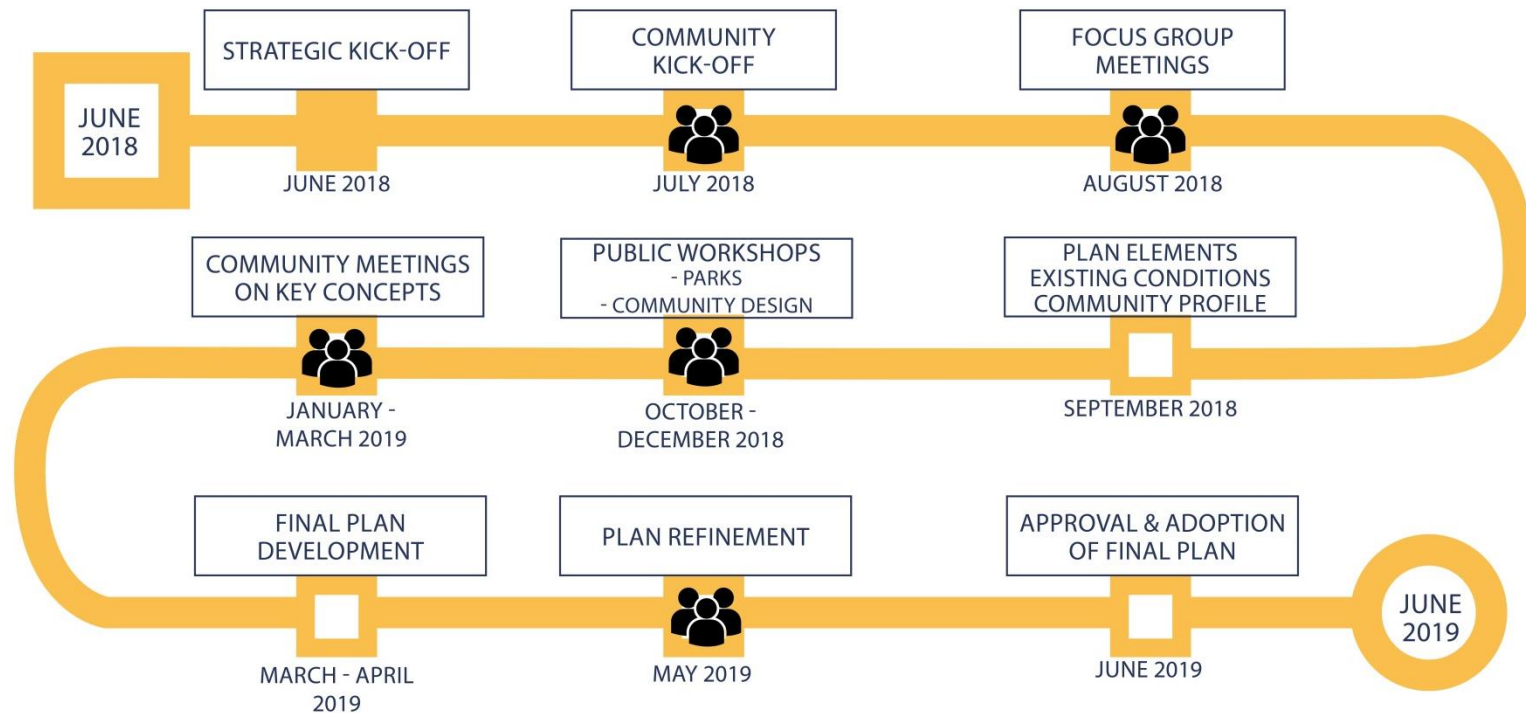 JUNE
2018
STRATEGIC KICK-OFF
JUNE 2018
COMMUNITY
KICK-OFF
JULY 2018
FOCUS GROUP
MEETINGS
AUGUST 2018
PLAN ELEMENTS
EXISTING CONDITIONS
COMMUNITY PROFILE
SEPTEMBER 2018
PUBLIC WORKSHOPS
- PARKS
- COMMUNITY DESIGN
OCTOBER -
DECEMBER 2018
COMMUNITY MEETINGS
ON KEY CONCEPTS
JANUARY -
MARCH 2019
FINAL PLAN
DEVELOPMENT
MARCH - APRIL
2019
PLAN REFINEMENT
MAY 2019
APPROVAL & ADOPTION
OF FINAL PLAN
JUNE 2019
JUNE
2019